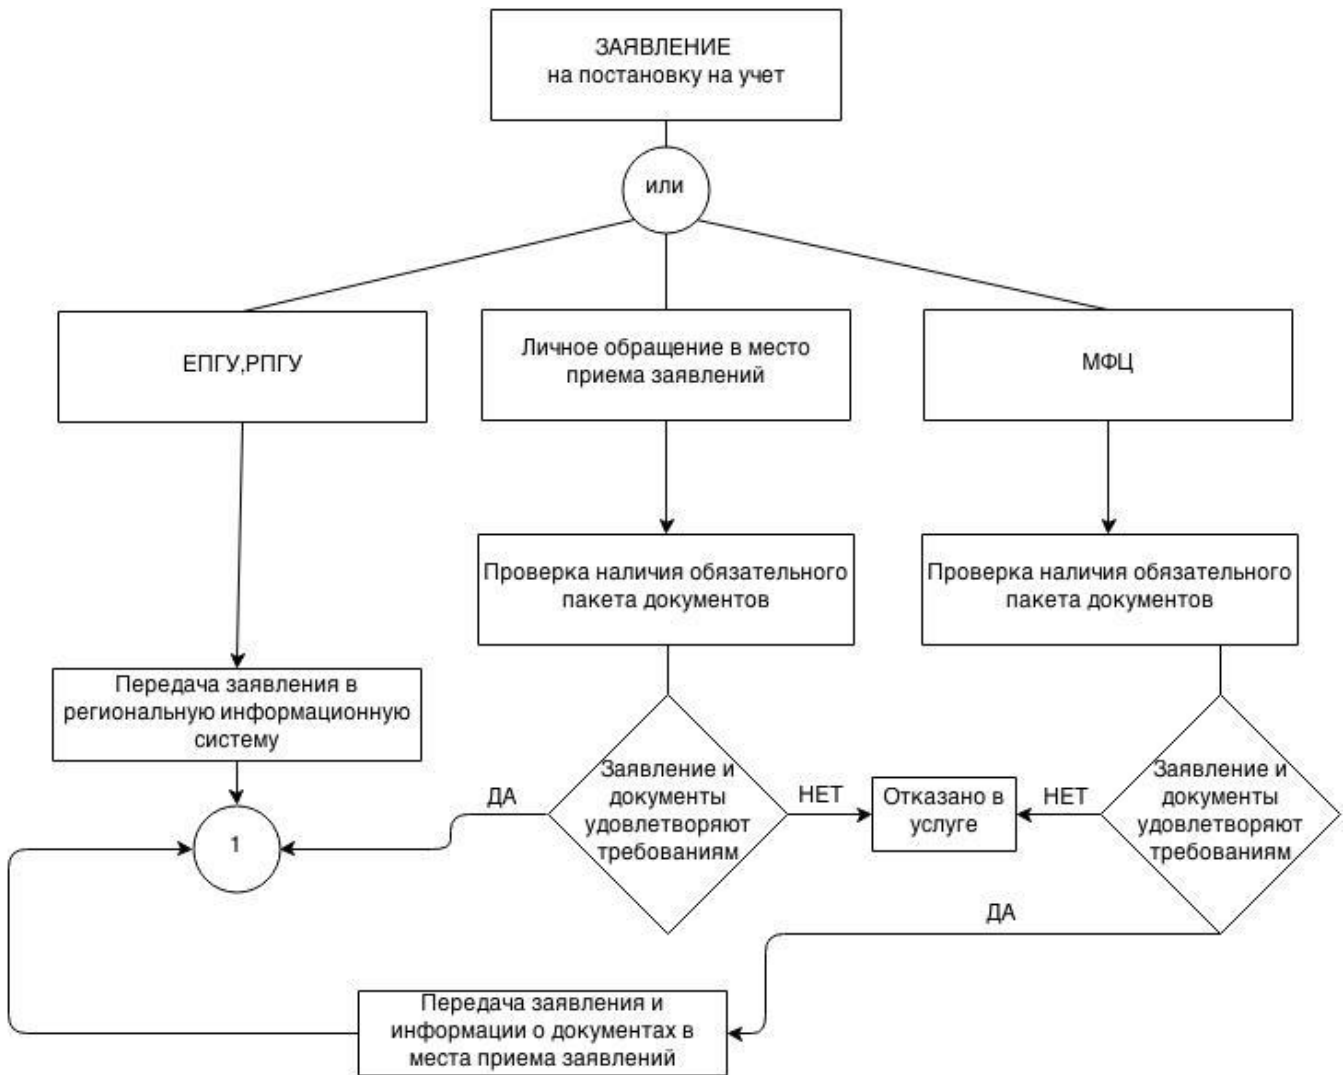 ЗАЯВЛЕНИЕ
на постановку на учет
или
ЕПГУ,РПГУ
Личное обращение в место
приема заявлений
МФЦ
Проверка наличия обязательного
пакета документов
Проверка наличия обязательного
пакета документов
Передача заявления в
региональную информационную
систему
1
ДА
Заявление и
документы
удовлетворяют
требованиям
НЕТ
Отказано в
услуге
НЕТ
Заявление и
документы
удовлетворяют
требованиям
ДА
Передача заявления и
информации о документах в
места приема заявлений